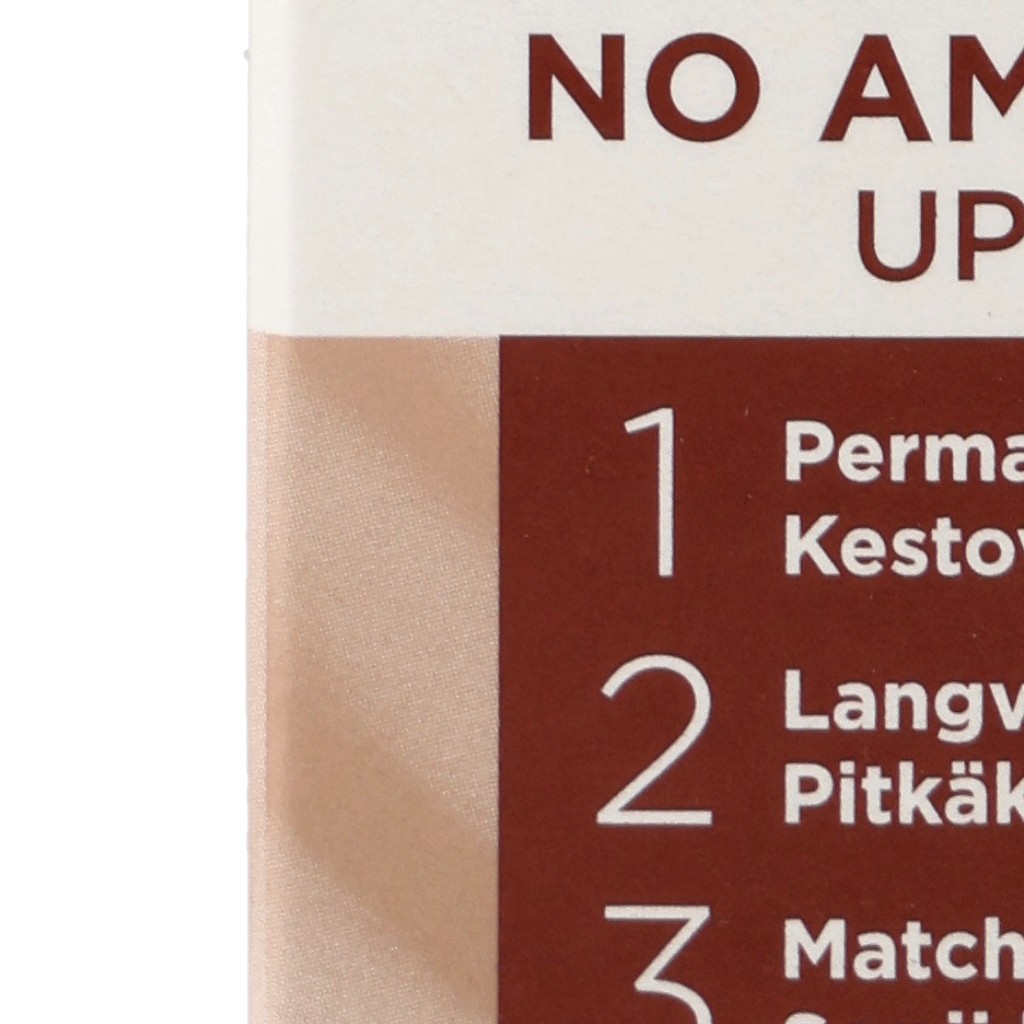 NO AM
UP
1 Perma
Kestov
2 Langv
Pitkäk
3 Match